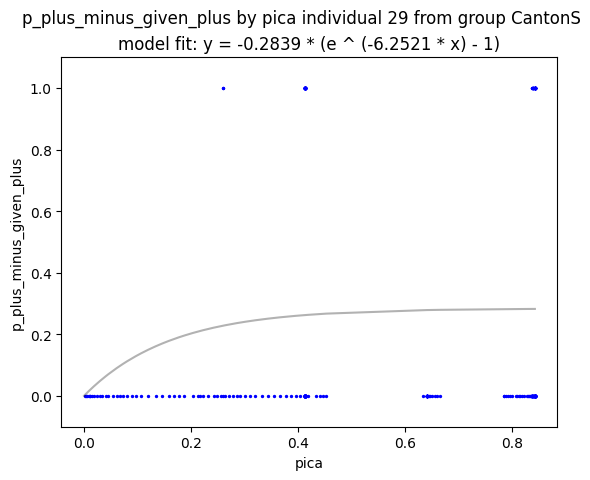 p_plus_minus_given_plus by pica individual 29 from group CantonS
model fit: y = -0.2839 * (e ^ (-6.2521 * x) - 1)
p_plus_minus_given_plus
1.0
0.8
0.6
0.4
0.2
0.0
0.0 0.2 0.4 0.6 0.8
pica